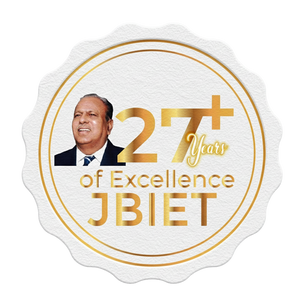 27+
Years
of Excellence
JBIET